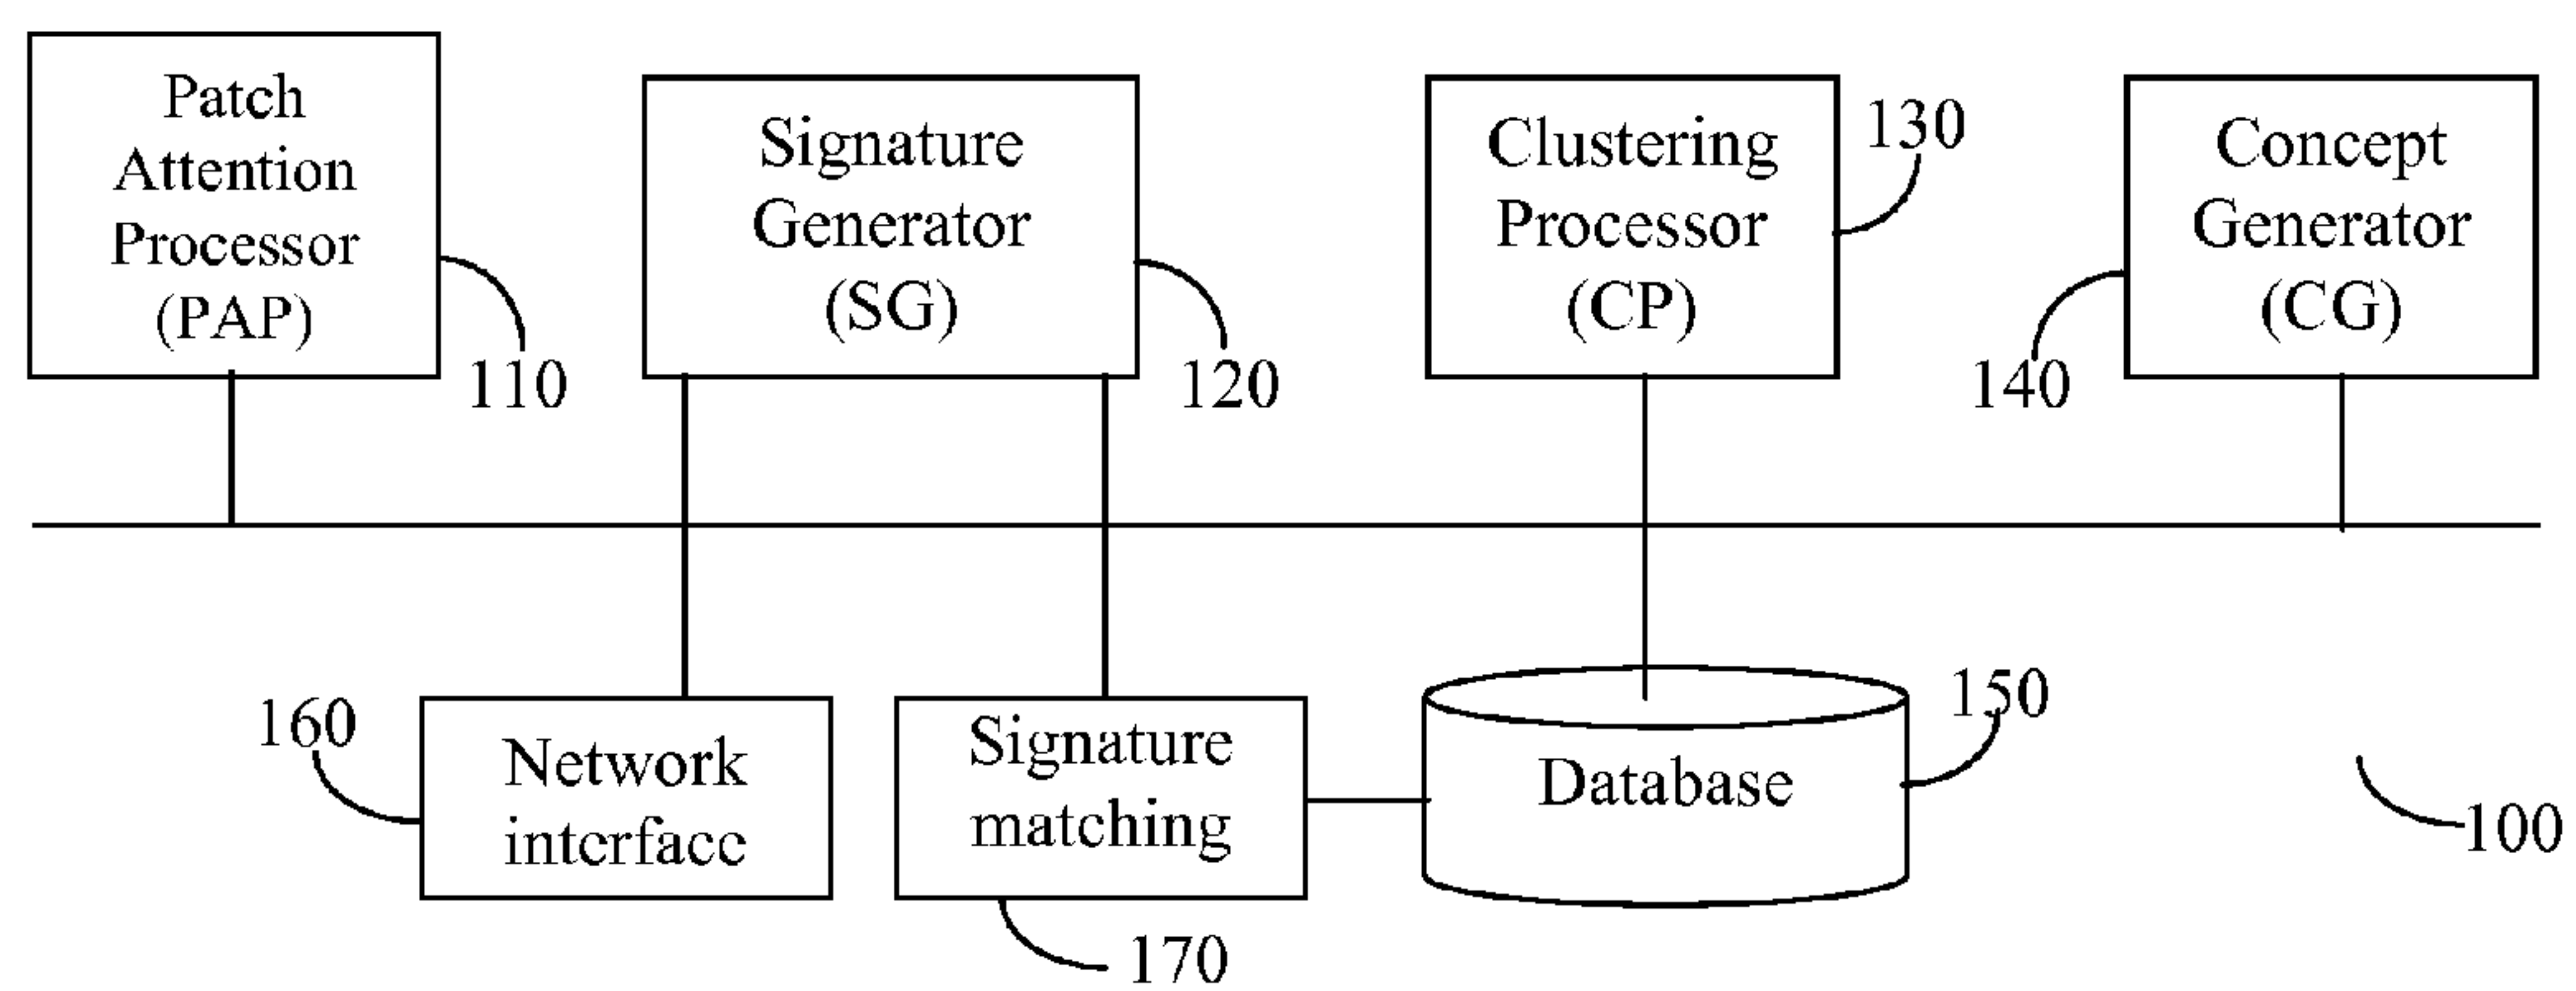 Patch
Attention
Processor
(PAP)
110
Signature
Generator
(SG)
120
Clustering
Processor
(CP)
130
Concept
Generator
(CG)
140
160
Network
interface
Signature
matching
170
Database
150
100